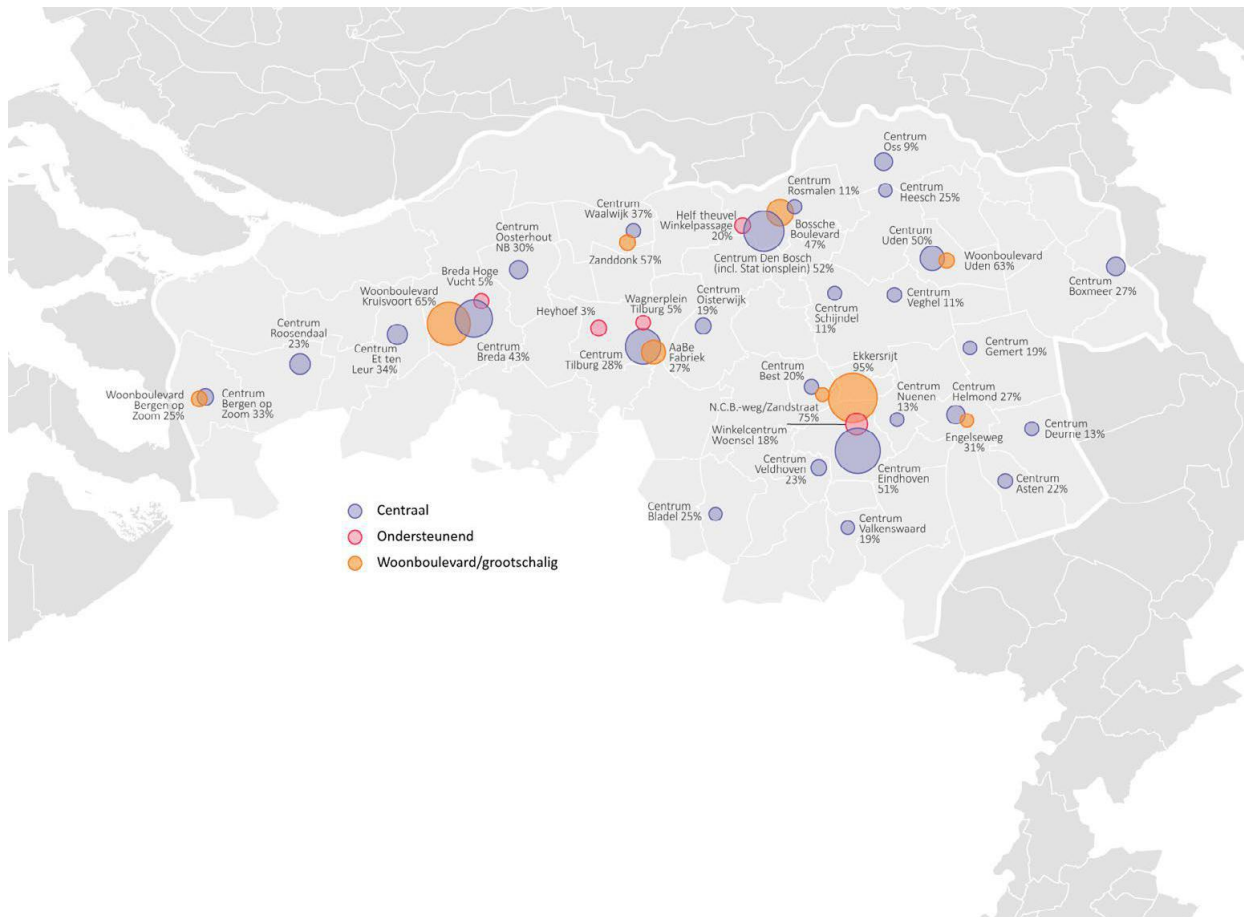 Centrum
Oss 9%
Centrum
Heesch 25%
Centrum
Rosmalen 11%
Bossche
Boulevard
47%
Helf theuvel
Winkelpassage
20%
Centrum Den Bosch
(incl. Stat ionsplein) 52%
Centrum
Waalwijk 37%
Zanddonk 57%
Centrum
Oosterhout
NB 30%
Breda Hoge
Vucht 5%
Woonboulevard
Kruisvoort 65%
Centrum
Breda 43%
Centrum
Et ten
Leur 34%
Centrum
Roosendaal
23%
Woonboulevard
Bergen op
Zoom 25%
Centrum
Bergen op
Zoom 33%
Heyhoef 3%
Wagnerplein
Tilburg 5%
Centrum
Tilburg 28%
AaBe
Fabriek
27%
Centrum
Oisterwijk
19%
Centrum
Uden 50%
Woonboulevard
Uden 63%
Centrum
Veghel 11%
Centrum
Schijndel
11%
Centrum
Boxmeer 27%
Centrum
Gemert 19%
Ekkersrijt
95%
Centrum
Best 20%
N.C.B.-weg/Zandstraat
75%
Winkelcentrum
Woensel 18%
Centrum
Nuenen
13%
Centrum
Helmond 27%
Engelseweg
31%
Centrum
Deurne 13%
Centrum
Asten 22%
Centrum
Veldhoven
23%
Centrum
Eindhoven
51%
Centrum
Bladel 25%
Centrum
Valkenswaard
19%
Centraal
Ondersteunend
Woonboulevard/grootschalig